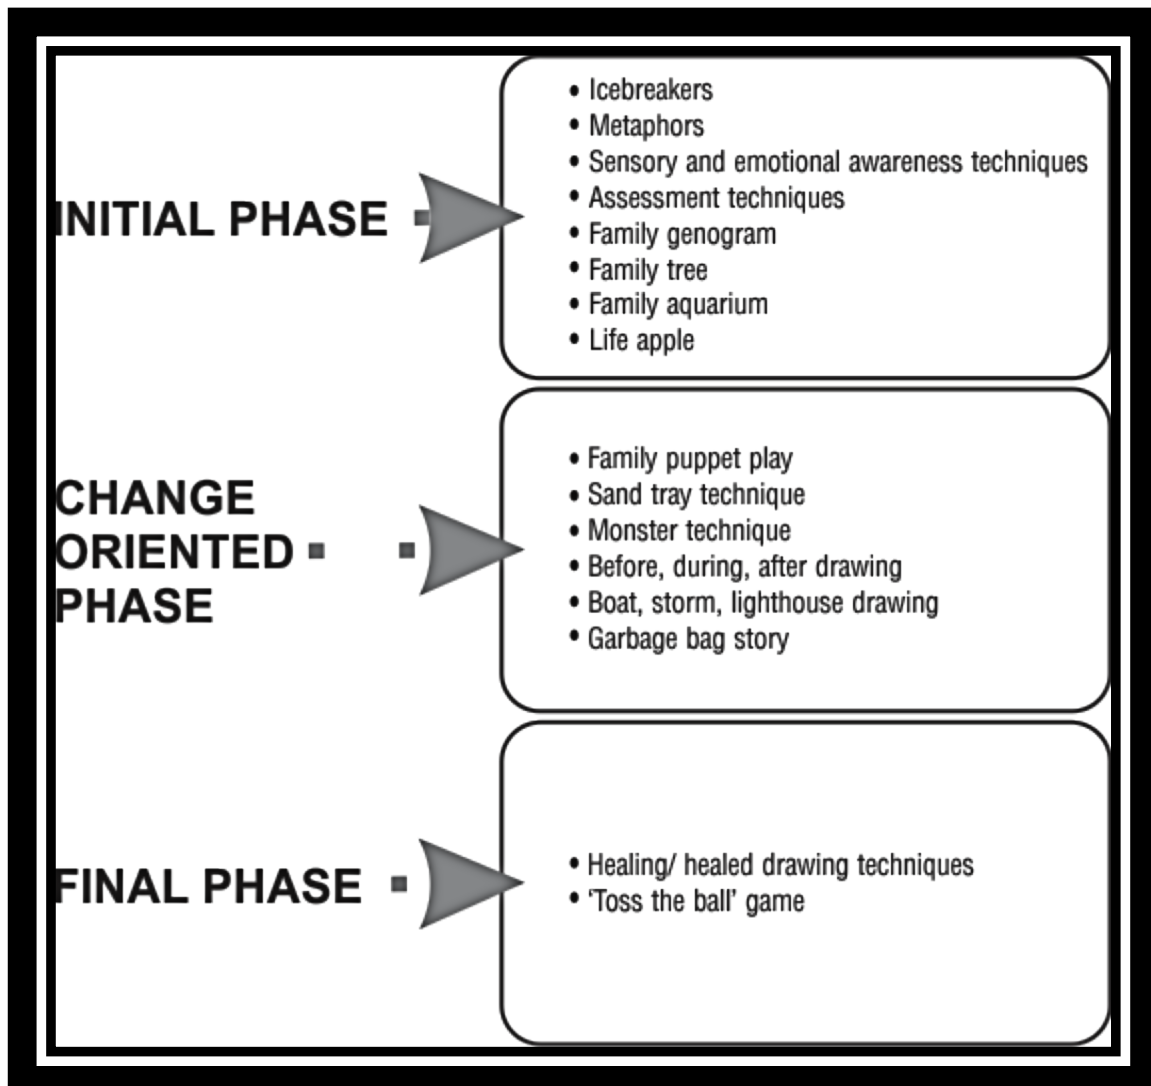 INITIAL PHASE
• Icebreakers
• Metaphors
• Sensory and emotional awareness techniques
• Assessment techniques
• Family genogram
• Family tree
• Family aquarium
• Life apple
CHANGE
ORIENTED
PHASE
• Family puppet play
• Sand tray technique
• Monster technique
• Before, during, after drawing
• Boat, storm, lighthouse drawing
• Garbage bag story
FINAL PHASE
• Healing/ healed drawing techniques
• ‘Toss the ball’ game